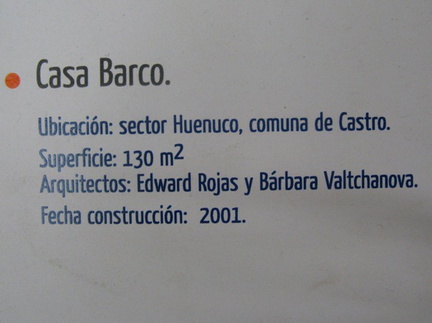 Casa Barco.
Ubicación: sector Huenuco, comuna de Castro.
Superficie: 130 m2
Arquitectos: Edward Rojas y Bárbara Valtchanova.
Fecha construcción: 2001.